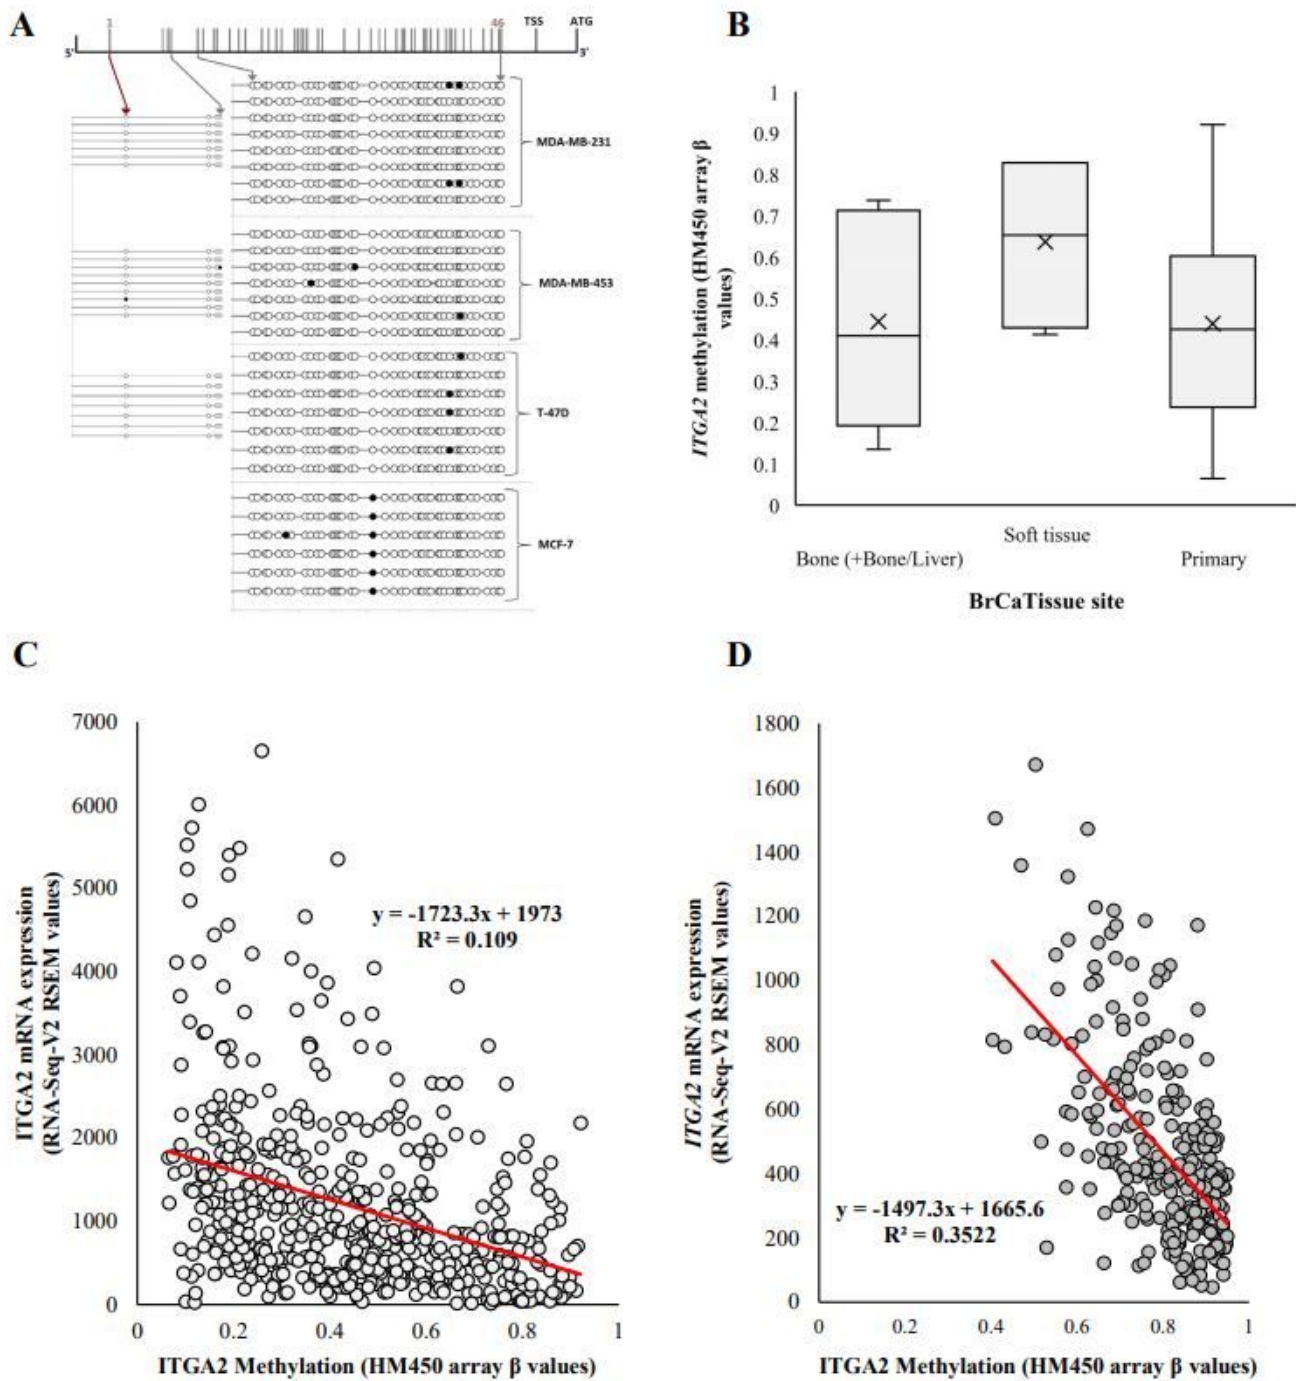 A
1
46
TSS
ATG
5'
3'
MDA-MB-231
MDA-MB-453
T-47D
MCF-7
B
ITGA2 methylation (HM450 array β
values)
1
0.9
0.8
0.7
0.6
0.5
0.4
0.3
0.2
0.1
0
Bone (+Bone/Liver)
Soft tissue
Primary
BrCaTissue site
C
ITGA2 mRNA expression
(RNA-Seq-V2 RSEM values)
7000
6000
5000
4000
3000
2000
1000
0
y = -1723.3x + 1973
R² = 0.109
0 0.2 0.4 0.6 0.8 1
ITGA2 Methylation (HM450 array β values)
D
ITGA2 mRNA expression
(RNA-Seq-V2 RSEM values)
1800
1600
1400
1200
1000
800
600
400
200
0
y = -1497.3x + 1665.6
R² = 0.3522
0 0.2 0.4 0.6 0.8 1
ITGA2 Methylation (HM450 array β values)